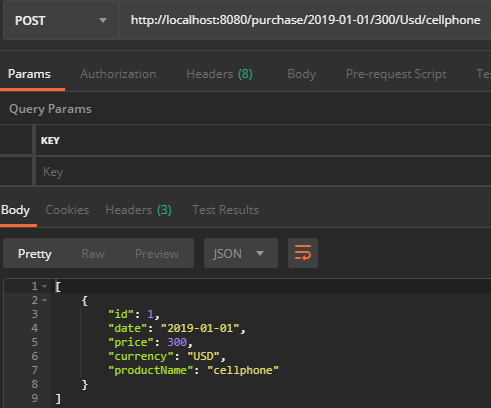 POST http://localhost:8080/purchase/2019-01-01/300/Usd/cellphone
Params Authorization Headers (8) Body Pre-request Script
Query Params
KEY
Key
Body Cookies Headers (3) Test Results
Pretty Raw Preview JSON
1 [
2 {
3 "id": 1,
4 "date": "2019-01-01",
5 "price": 300,
6 "currency": "USD",
7 "productName": "cellphone"
8 }
9 ]